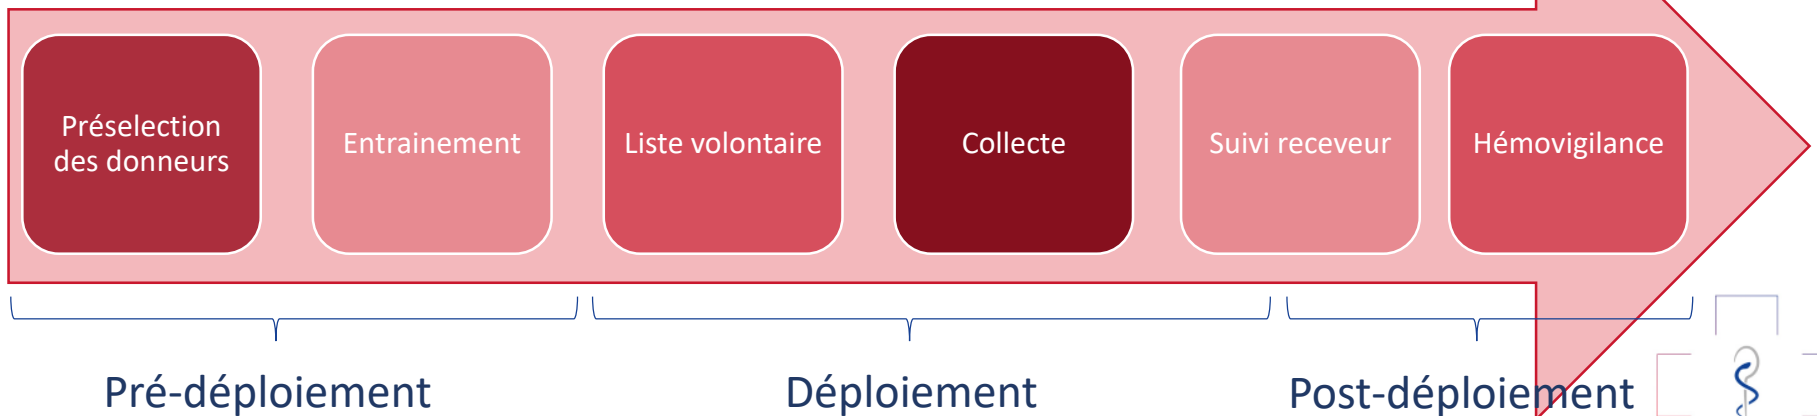 Préselection
des donneurs
Entrainement
Liste volontaire
Collecte
Suivi receveur
Hémovigilance
Pré-déploiement
Déploiement
Post-déploiement